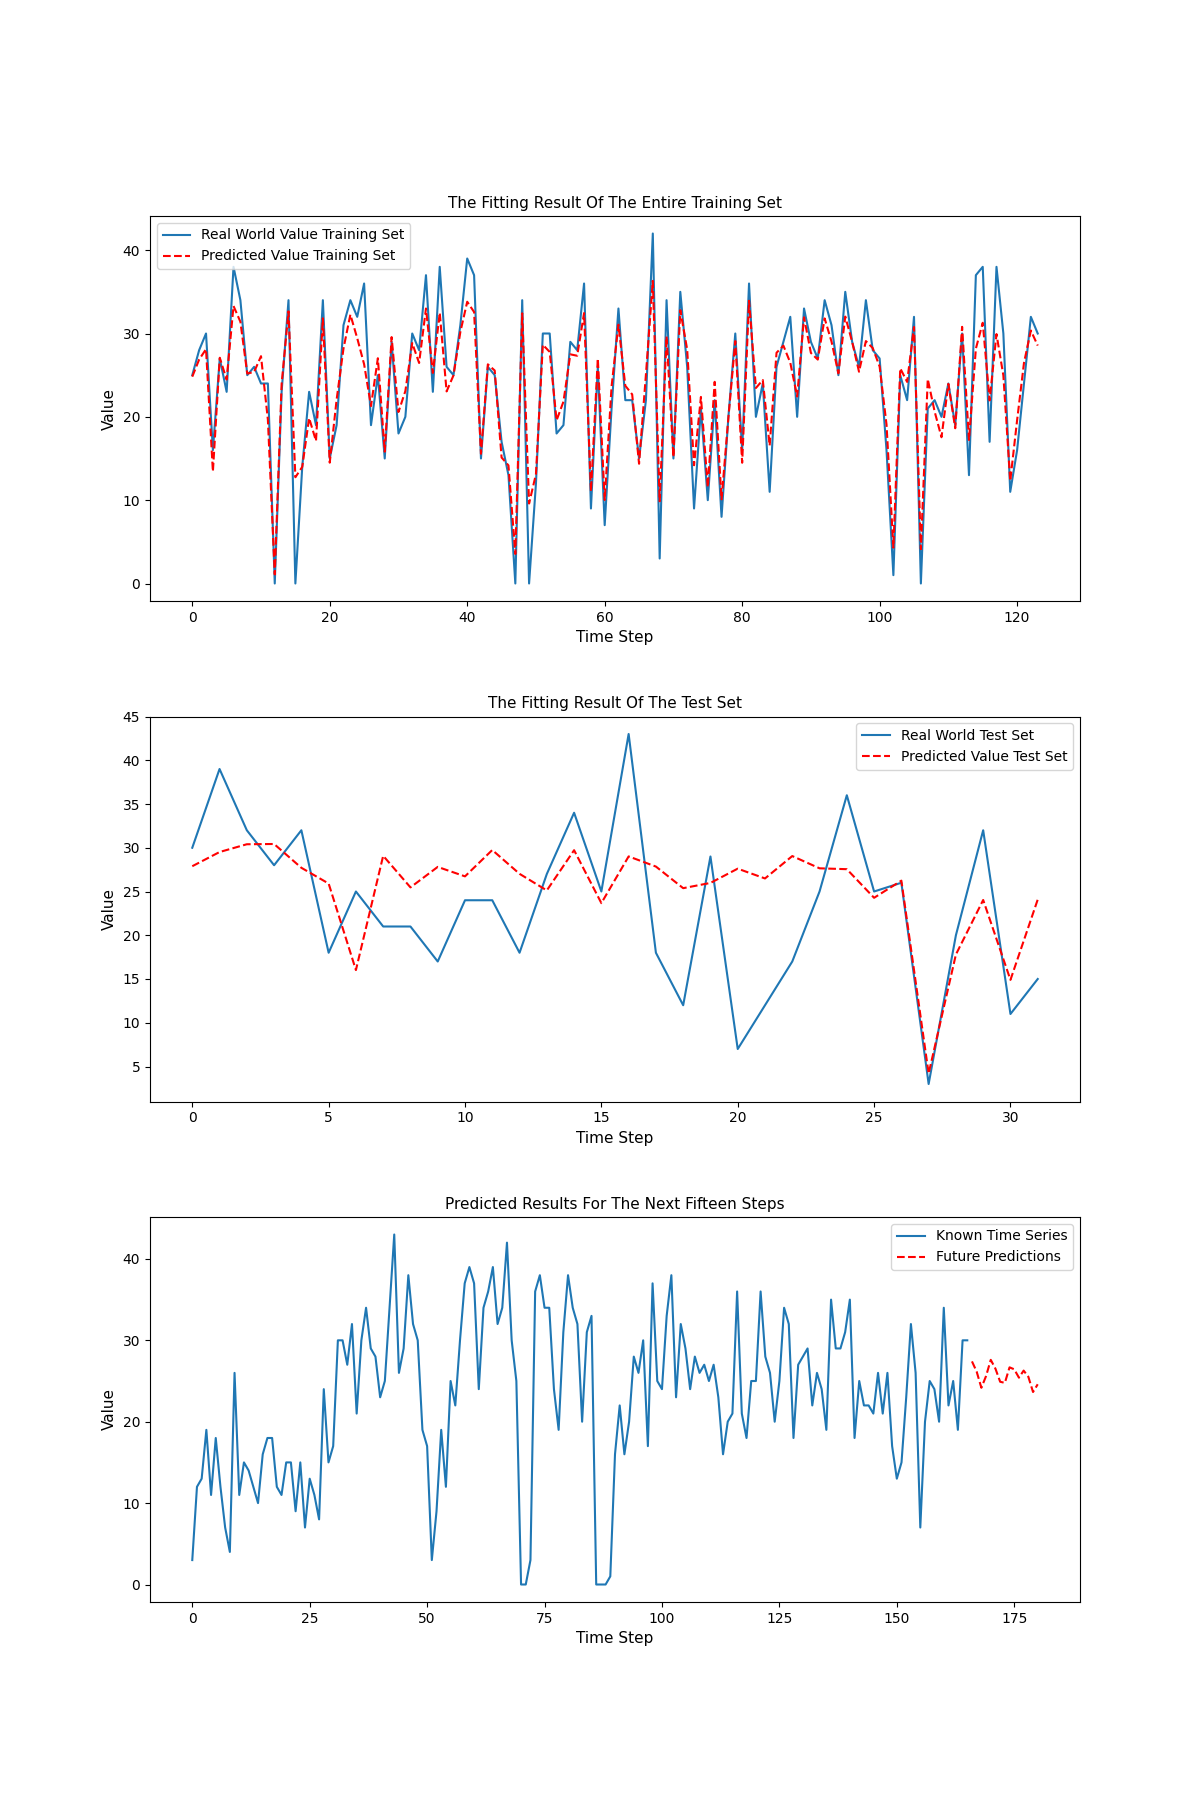 The Fitting Result Of The Entire Training Set
Real World Value Training Set
Predicted Value Training Set
Value
40
30
20
10
0
0 20 40 60 80 100 120
Time Step
The Fitting Result Of The Test Set
Real World Test Set
Predicted Value Test Set
Value
45
40
35
30
25
20
15
10
5
0 5 10 15 20 25 30
Time Step
Predicted Results For The Next Fifteen Steps
Known Time Series
Future Predictions
Value
40
30
20
10
0
0 25 50 75 100 125 150 175
Time Step